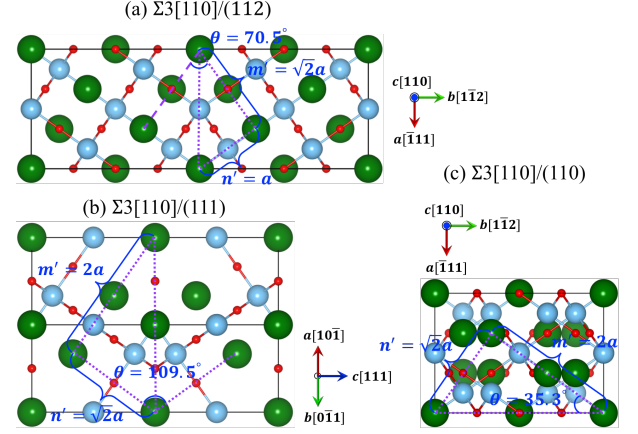 (a) Σ3[110]/(112)
θ = 70.5°
m′ = √2a
n′ = a
c[110]
b[11̅2]
a[1̅11]
(c) Σ3[110]/(110)
(b) Σ3[110]/(111)
c[110]
b[11̅2]
a[1̅11]
m′ = 2a
θ = 109.5°
n′ = √2a
a[101̅]
c[111]
b[01̅1]
n′ = √2a
m′ = 2a
θ = 35.3°